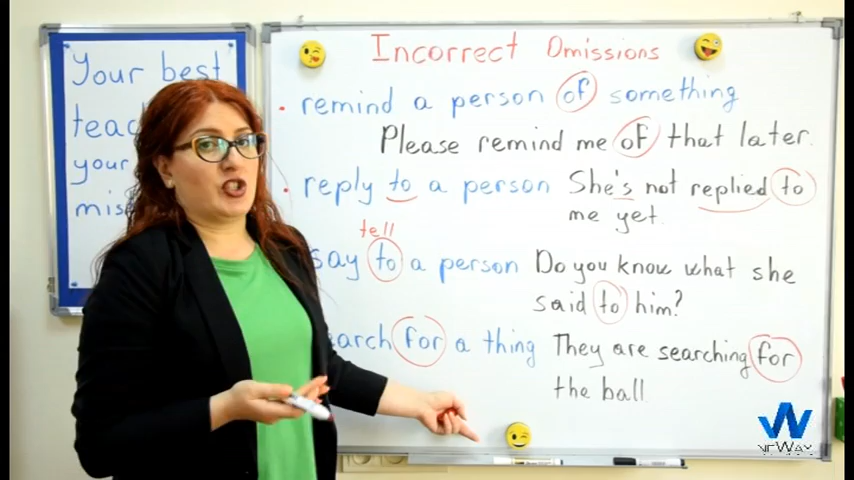 Your best
your
Incorrect Omissions
• remind a person of something
Please remind me of that later.
• reply to a person She's not replied to
me yet.
tell
say to a person Do you know what she
said to him?
arch for a thing They are searching for
the ball
NEWAY